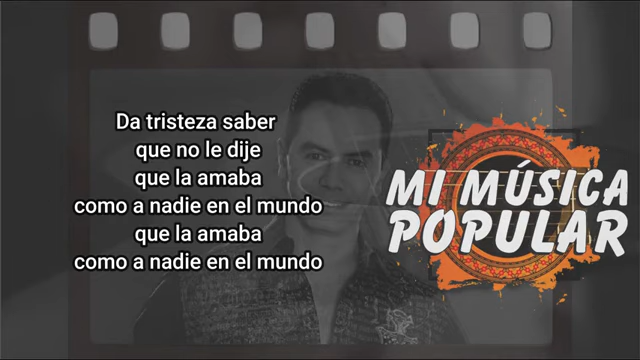 Da tristeza saber
que no le dije
que la amaba
como a nadie en el mundo
que la amaba
como a nadie en el mundo
MI MÚSICA
POPULAR